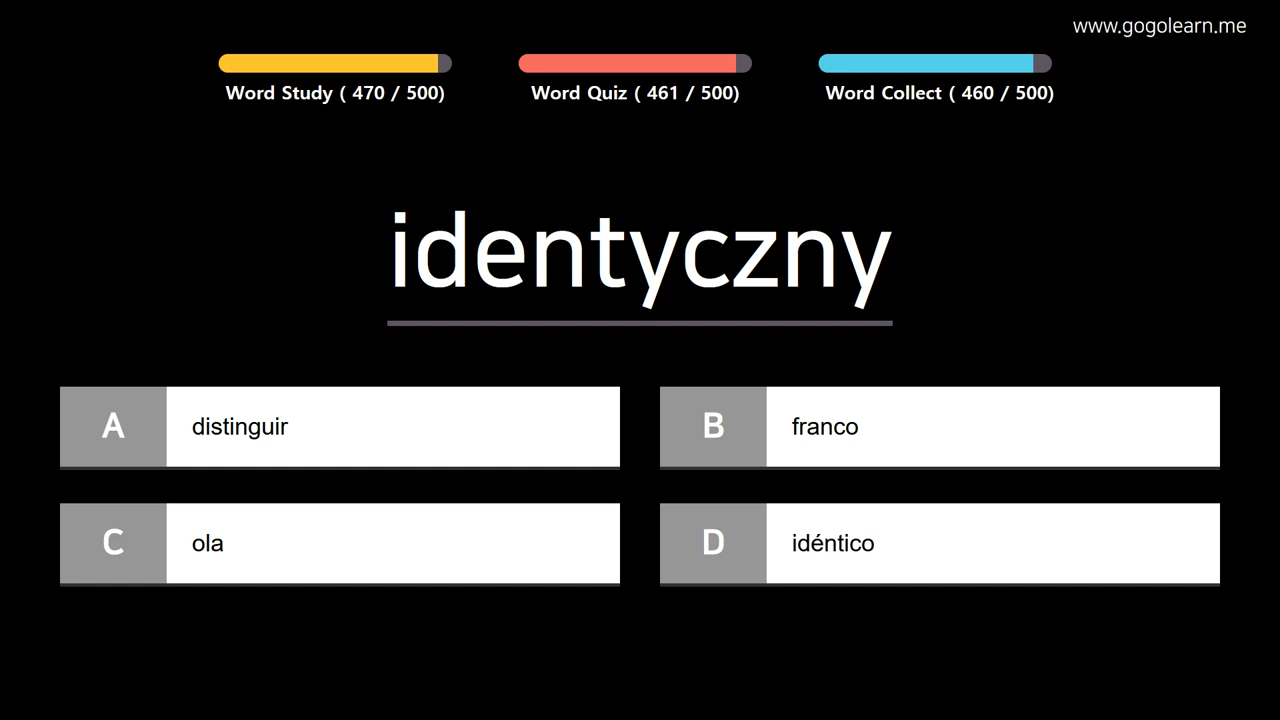 www.gogolearn.me
Word Study ( 470 / 500)
Word Quiz ( 461 / 500)
Word Collect ( 460 / 500)
identyczny
A distinguir
B franco
C ola
D idéntico